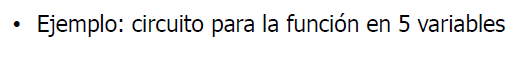 • Ejemplo: circuito para la función en 5 variables